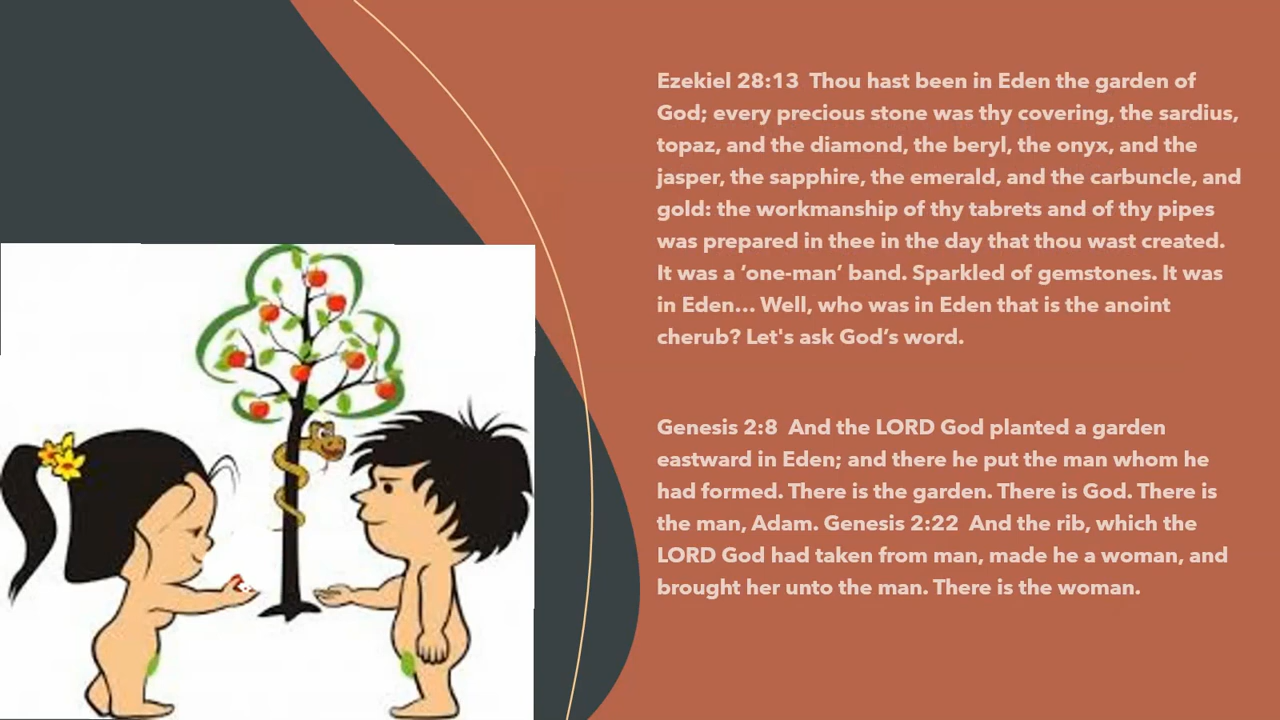 Ezekiel 28:13  Thou hast been in Eden the garden of
God; every precious stone was thy covering, the sardius,
topaz, and the diamond, the beryl, the onyx, and the
jasper, the sapphire, the emerald, and the carbuncle, and
gold: the workmanship of thy tabrets and of thy pipes
was prepared in thee in the day that thou wast created.
It was a ‘one-man’ band. Sparkled of gemstones. It was
in Eden… Well, who was in Eden that is the anoint
cherub? Let's ask God’s word.
Genesis 2:8  And the LORD God planted a garden
eastward in Eden; and there he put the man whom he
had formed. There is the garden. There is God. There is
the man, Adam. Genesis 2:22  And the rib, which the
LORD God had taken from man, made he a woman, and
brought her unto the man. There is the woman.